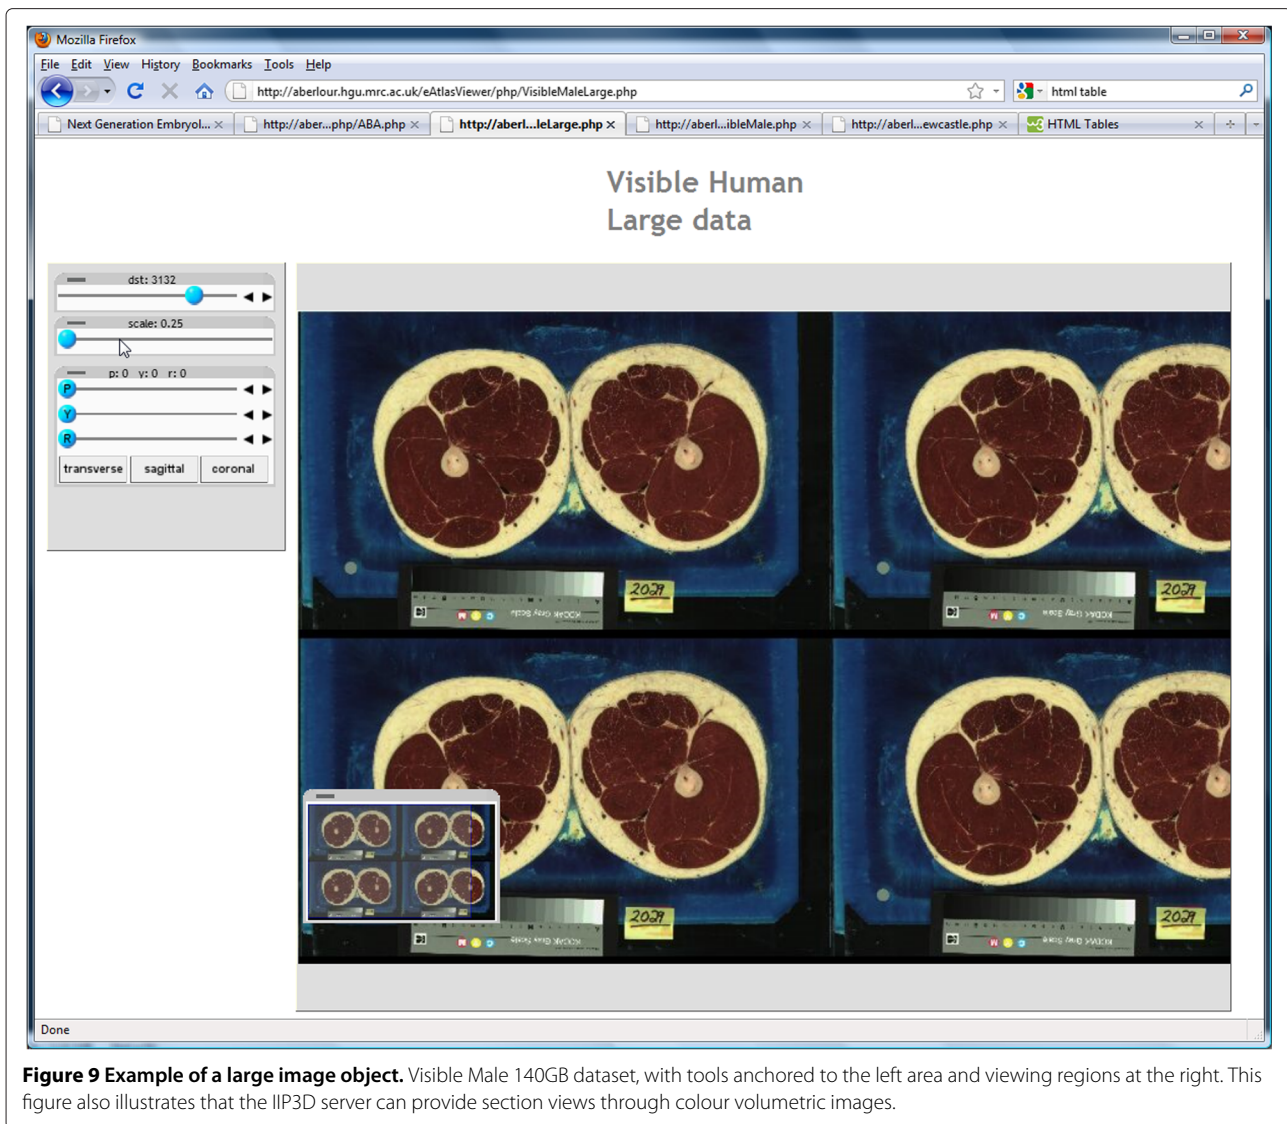 Mozilla Firefox
File Edit View History Bookmarks Tools Help
http://aberlour.hgu.mrc.ac.uk/eAtlasViewer/php/VisibleMaleLarge.php
html table
Next Generation Embryol...
http://aber...php/ABA.php
http://aberl...leLarge.php
http://aberl...ibleMale.php
http://aberl...ewcastle.php
HTML Tables
Visible Human
Large data
dst: 3132
scale: 0.25
p: 0 y: 0 r: 0
P
Y
R
transverse sagittal coronal
2029
2029
2029
2029
Done
Figure 9 Example of a large image object. Visible Male 140GB dataset, with tools anchored to the left area and viewing regions at the right. This
figure also illustrates that the IIP3D server can provide section views through colour volumetric images.